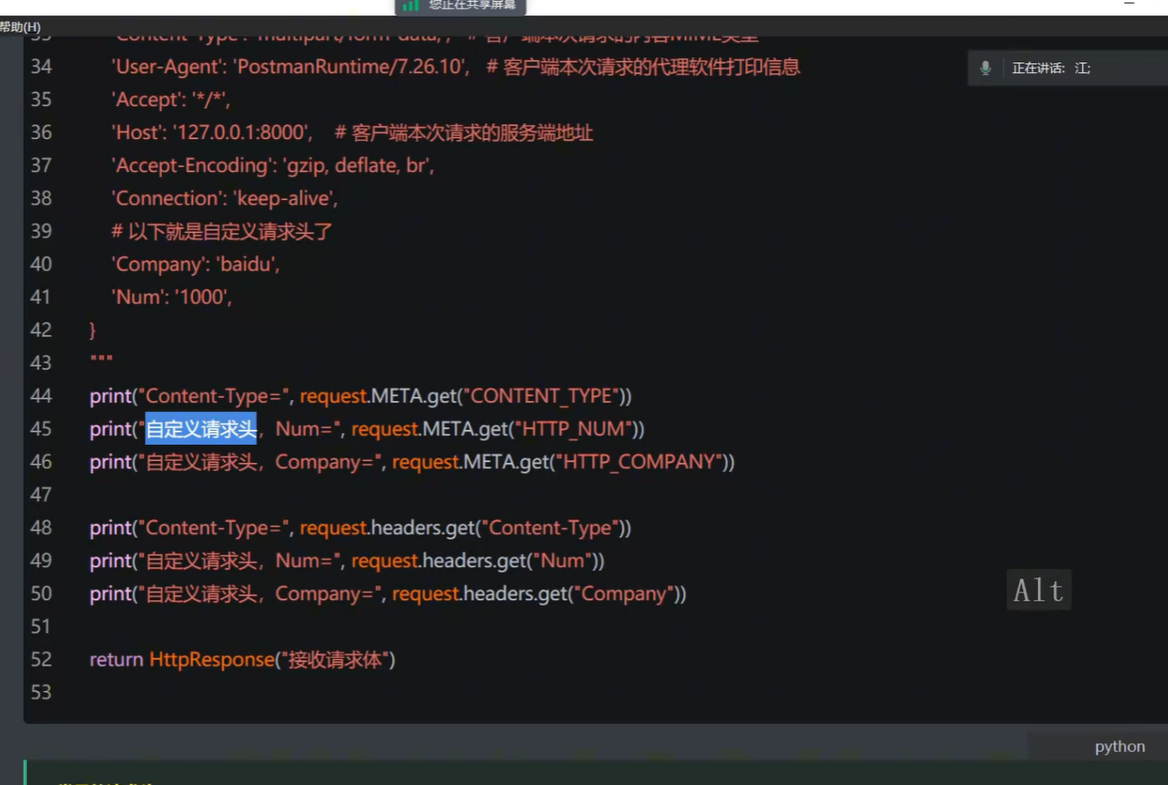 您正在共享屏幕
帮助(H)
正在讲话: 江;
33 'Content-Type': 'multipart/form-data; , # 客户端本次请求的内容MIME类型
34 'User-Agent': 'PostmanRuntime/7.26.10', # 客户端本次请求的代理软件打印信息
35 'Accept': '*/*',
36 'Host': '127.0.0.1:8000', # 客户端本次请求的服务端地址
37 'Accept-Encoding': 'gzip, deflate, br',
38 'Connection': 'keep-alive',
39 # 以下就是自定义请求头了
40 'Company': 'baidu',
41 'Num': '1000',
42 }
43 """
44 print("Content-Type=", request.META.get("CONTENT_TYPE"))
45 print("自定义请求头，Num=", request.META.get("HTTP_NUM"))
46 print("自定义请求头，Company=", request.META.get("HTTP_COMPANY"))
47
48 print("Content-Type=", request.headers.get("Content-Type"))
49 print("自定义请求头，Num=", request.headers.get("Num"))
50 print("自定义请求头，Company=", request.headers.get("Company"))
51
52 return HttpResponse("接收请求体")
53
Alt
python